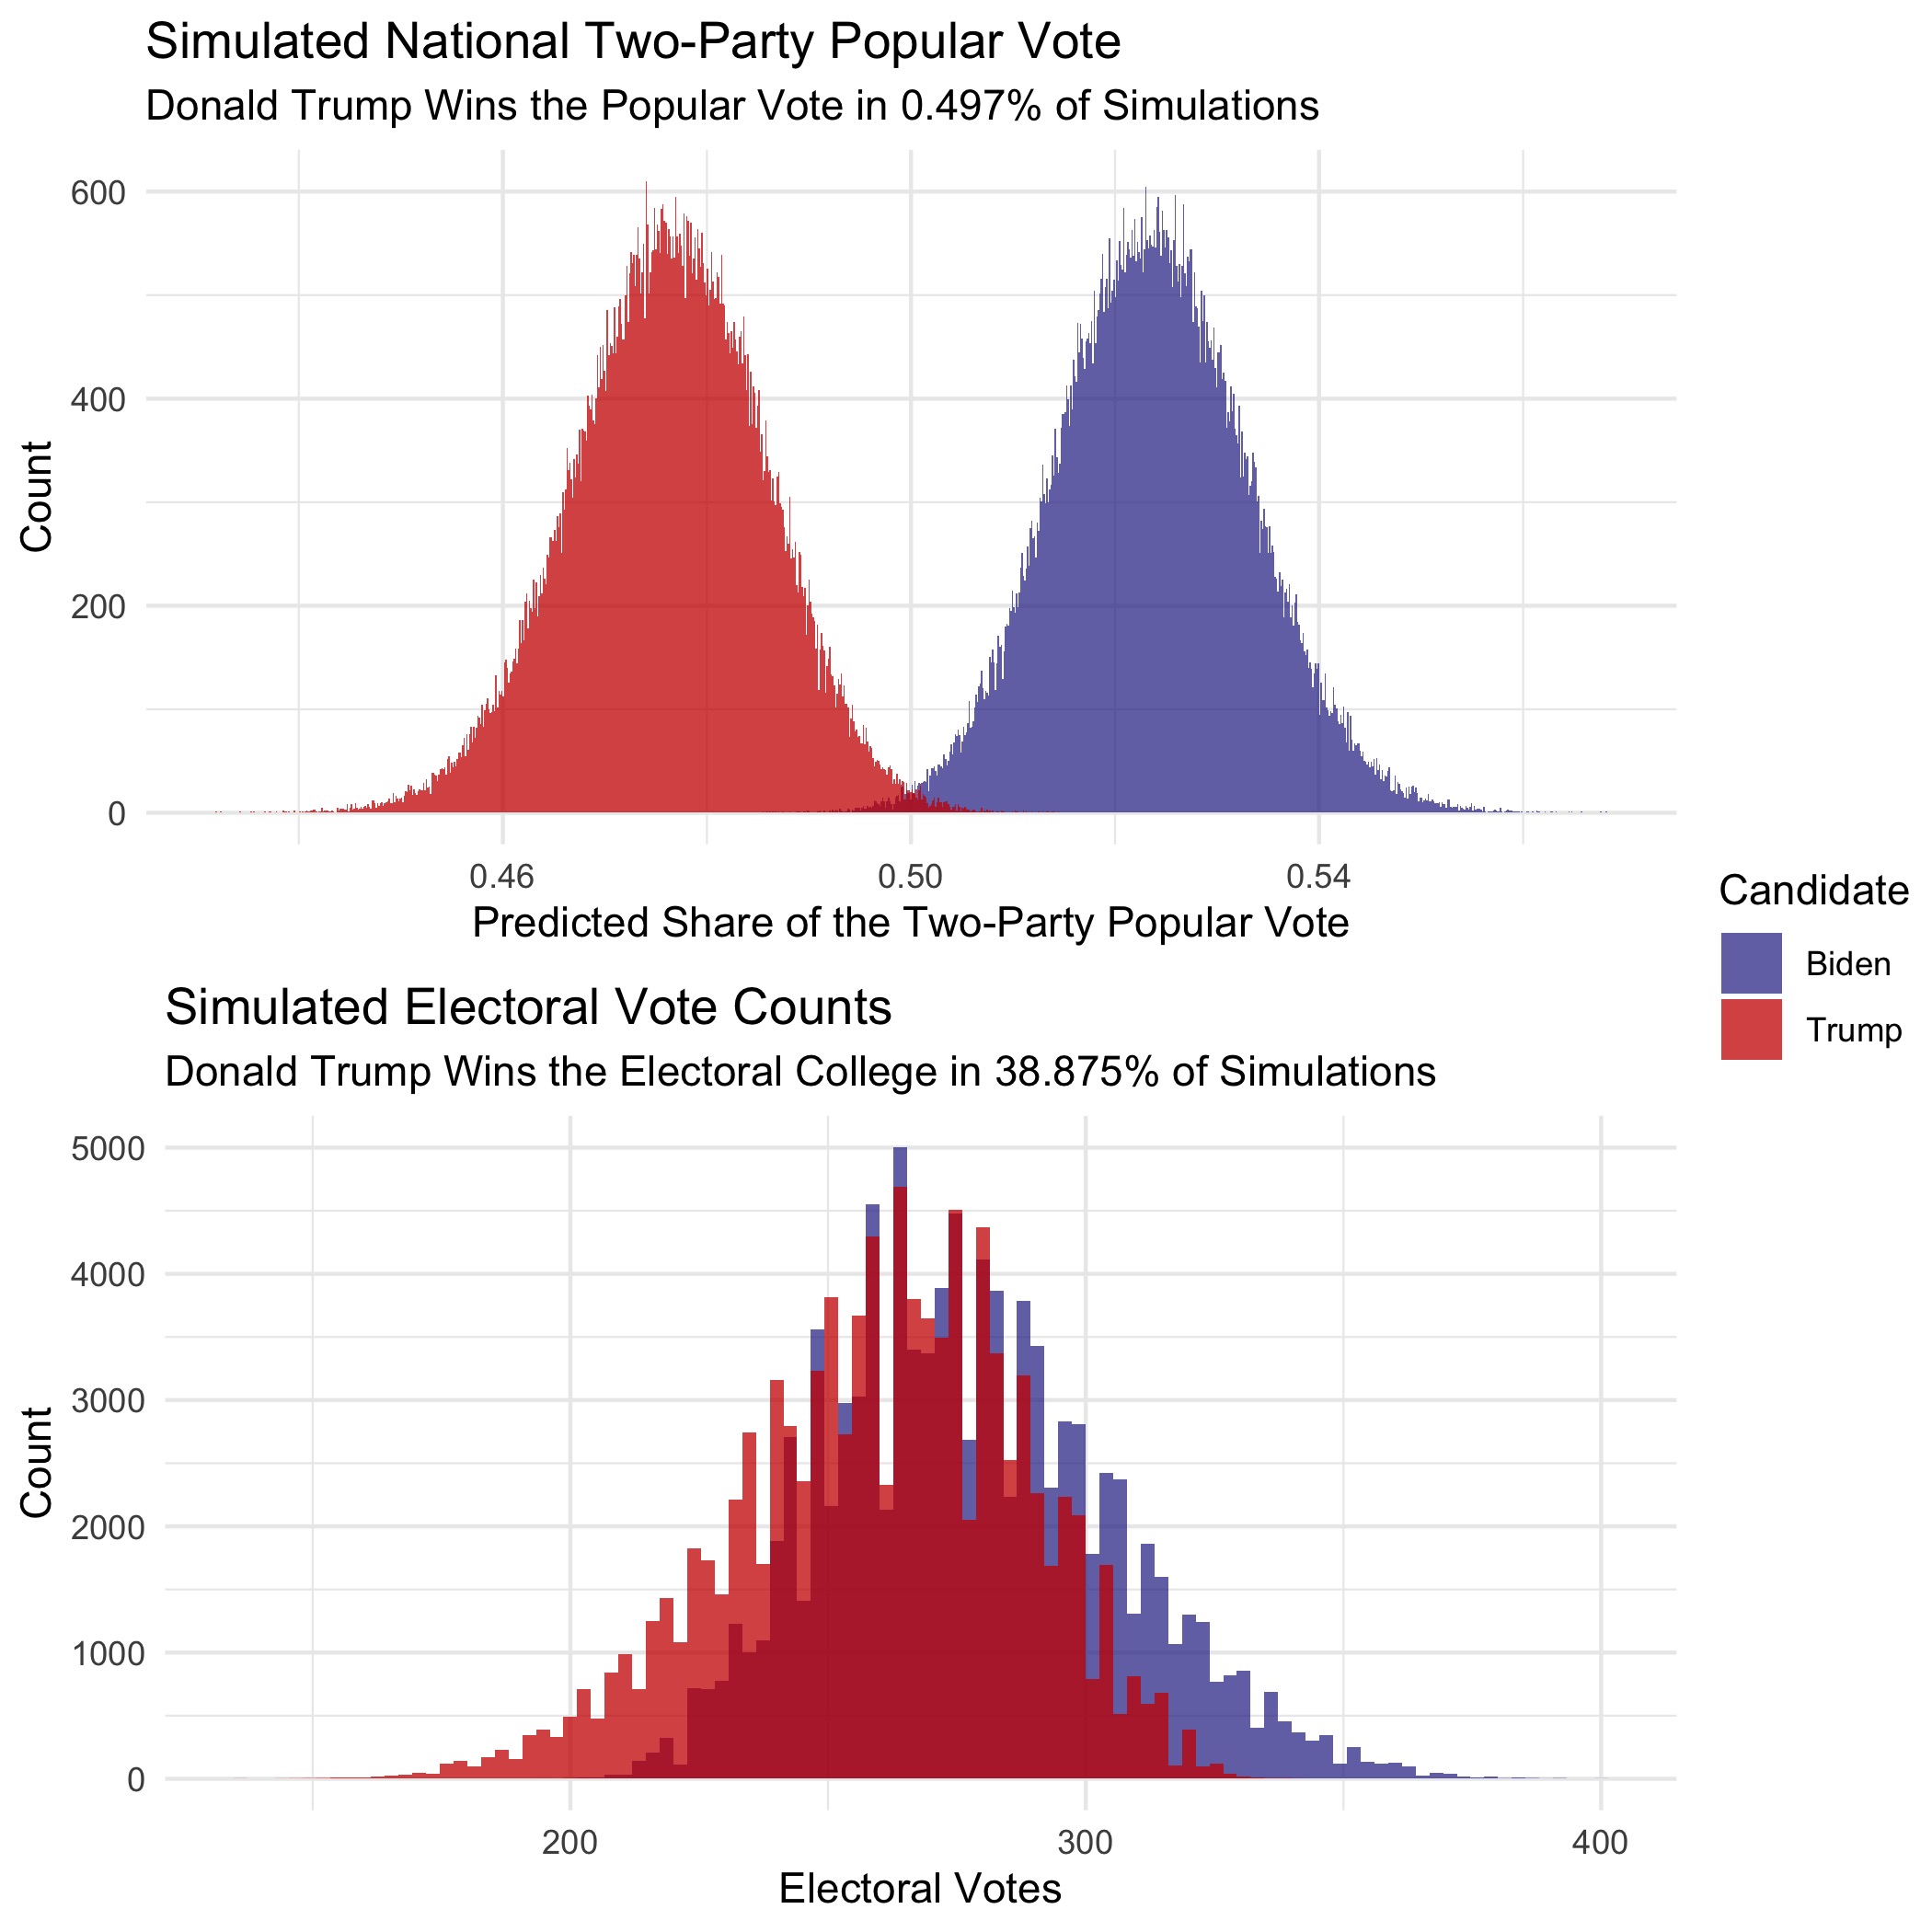 Simulated National Two-Party Popular Vote
Donald Trump Wins the Popular Vote in 0.497% of Simulations
600
400
200
0
Count
0.46
0.50
0.54
Predicted Share of the Two-Party Popular Vote
Candidate
Biden
Trump
Simulated Electoral Vote Counts
Donald Trump Wins the Electoral College in 38.875% of Simulations
5000
4000
3000
2000
1000
0
Count
200
300
400
Electoral Votes